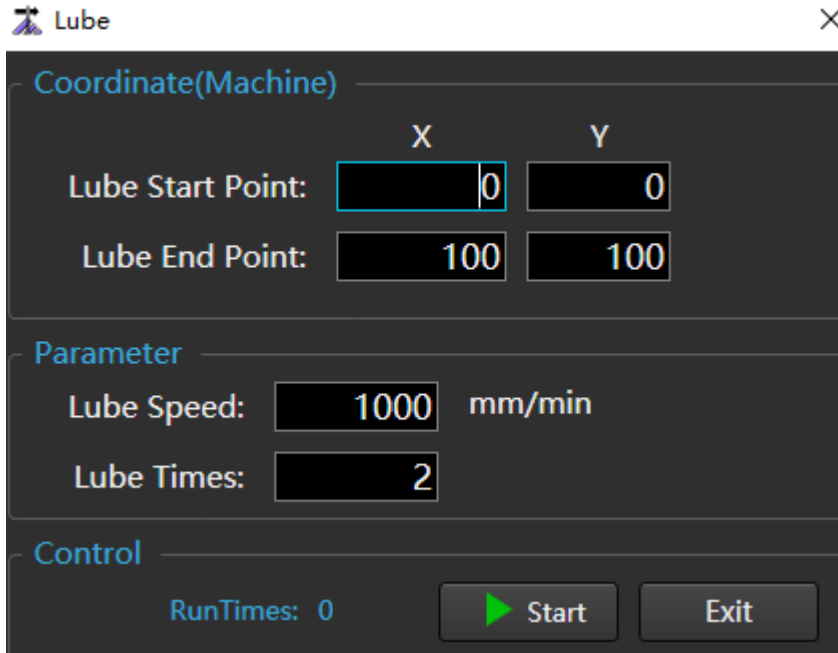 Lube
Coordinate(Machine)
X Y
Lube Start Point: 0 0
Lube End Point: 100 100
Parameter
Lube Speed: 1000 mm/min
Lube Times: 2
Control
RunTimes: 0 Start Exit